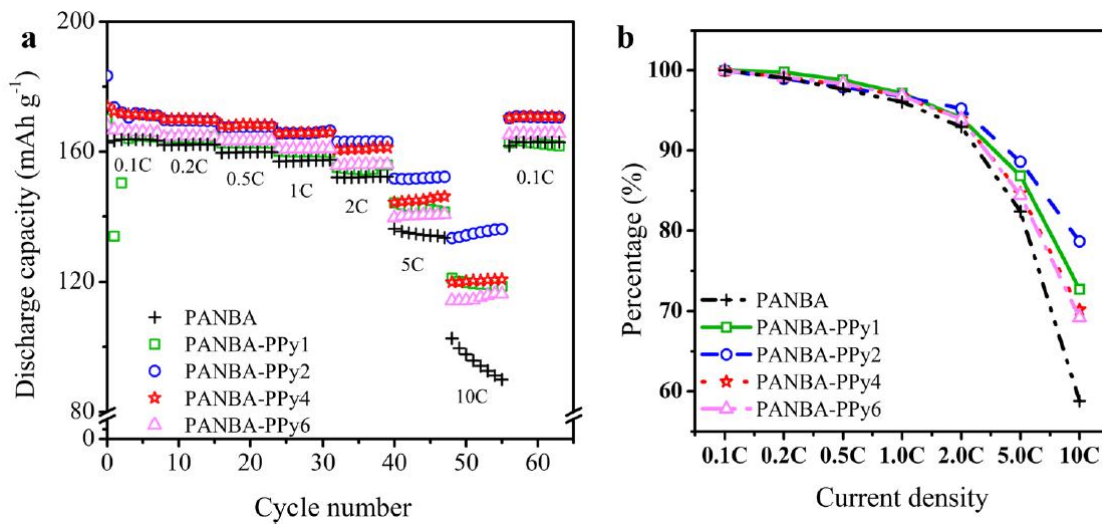 a
Discharge capacity (mAh g⁻¹)
200
160
120
80
0
0.1C
0.2C
0.5C
1C
2C
5C
10C
0.1C
PANBA
PANBA-PPy1
PANBA-PPy2
PANBA-PPy4
PANBA-PPy6
0 10 20 30 40 50 60
Cycle number
b
Percentage (%)
100
90
80
70
60
PANBA
PANBA-PPy1
PANBA-PPy2
PANBA-PPy4
PANBA-PPy6
0.1C 0.2C 0.5C 1.0C 2.0C 5.0C 10C
Current density